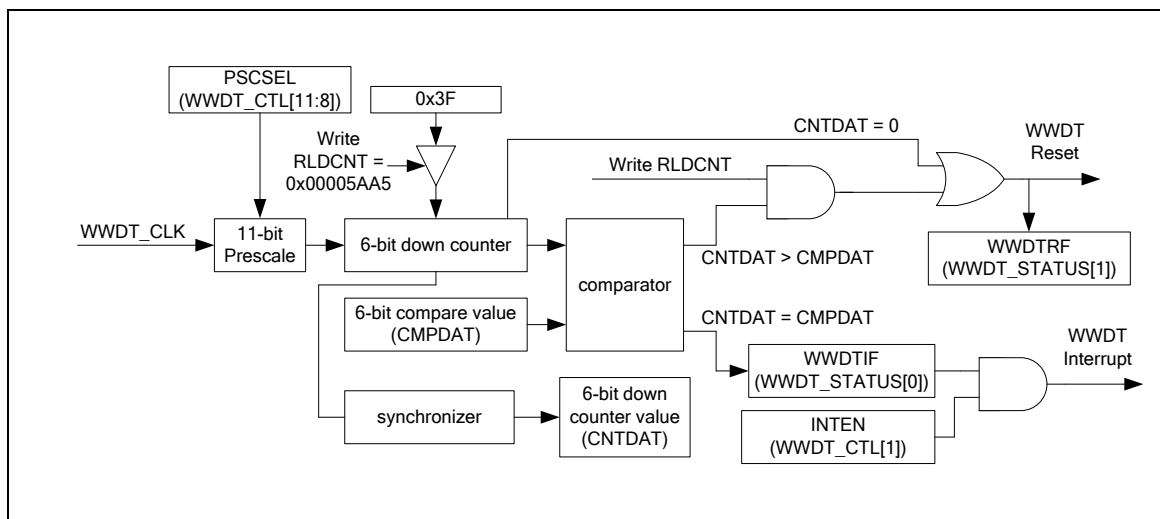 PSCSEL
(WWDT_CTL[11:8])
0x3F
Write
RLDCNT =
0x00005AA5
CNTDAT = 0
WWDT
Reset
Write RLDCNT
WWDT_CLK
11-bit
Prescale
6-bit down counter
WWDTRF
(WWDT_STATUS[1])
CNTDAT > CMPDAT
comparator
6-bit compare value
(CMPDAT)
CNTDAT = CMPDAT
WWDT
Interrupt
WWDTIF
(WWDT_STATUS[0])
synchronizer
6-bit down
counter value
(CNTDAT)
INTEN
(WWDT_CTL[1])